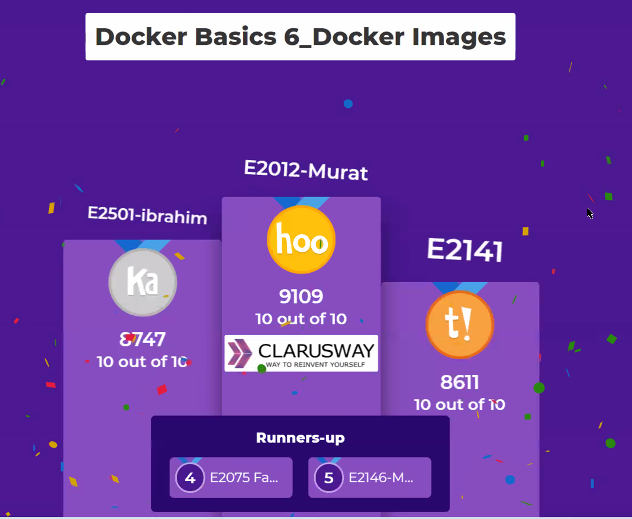 Docker Basics 6_Docker Images
E2012-Murat
E2501-ibrahim
E2141
hoo
Ka
t!
9109
10 out of 10
8747
10 out of 10
8611
10 out of 10
CLARUSWAY
WAY TO REINVENT YOURSELF
Runners-up
4 E2075 Fa...
5 E2146-M...